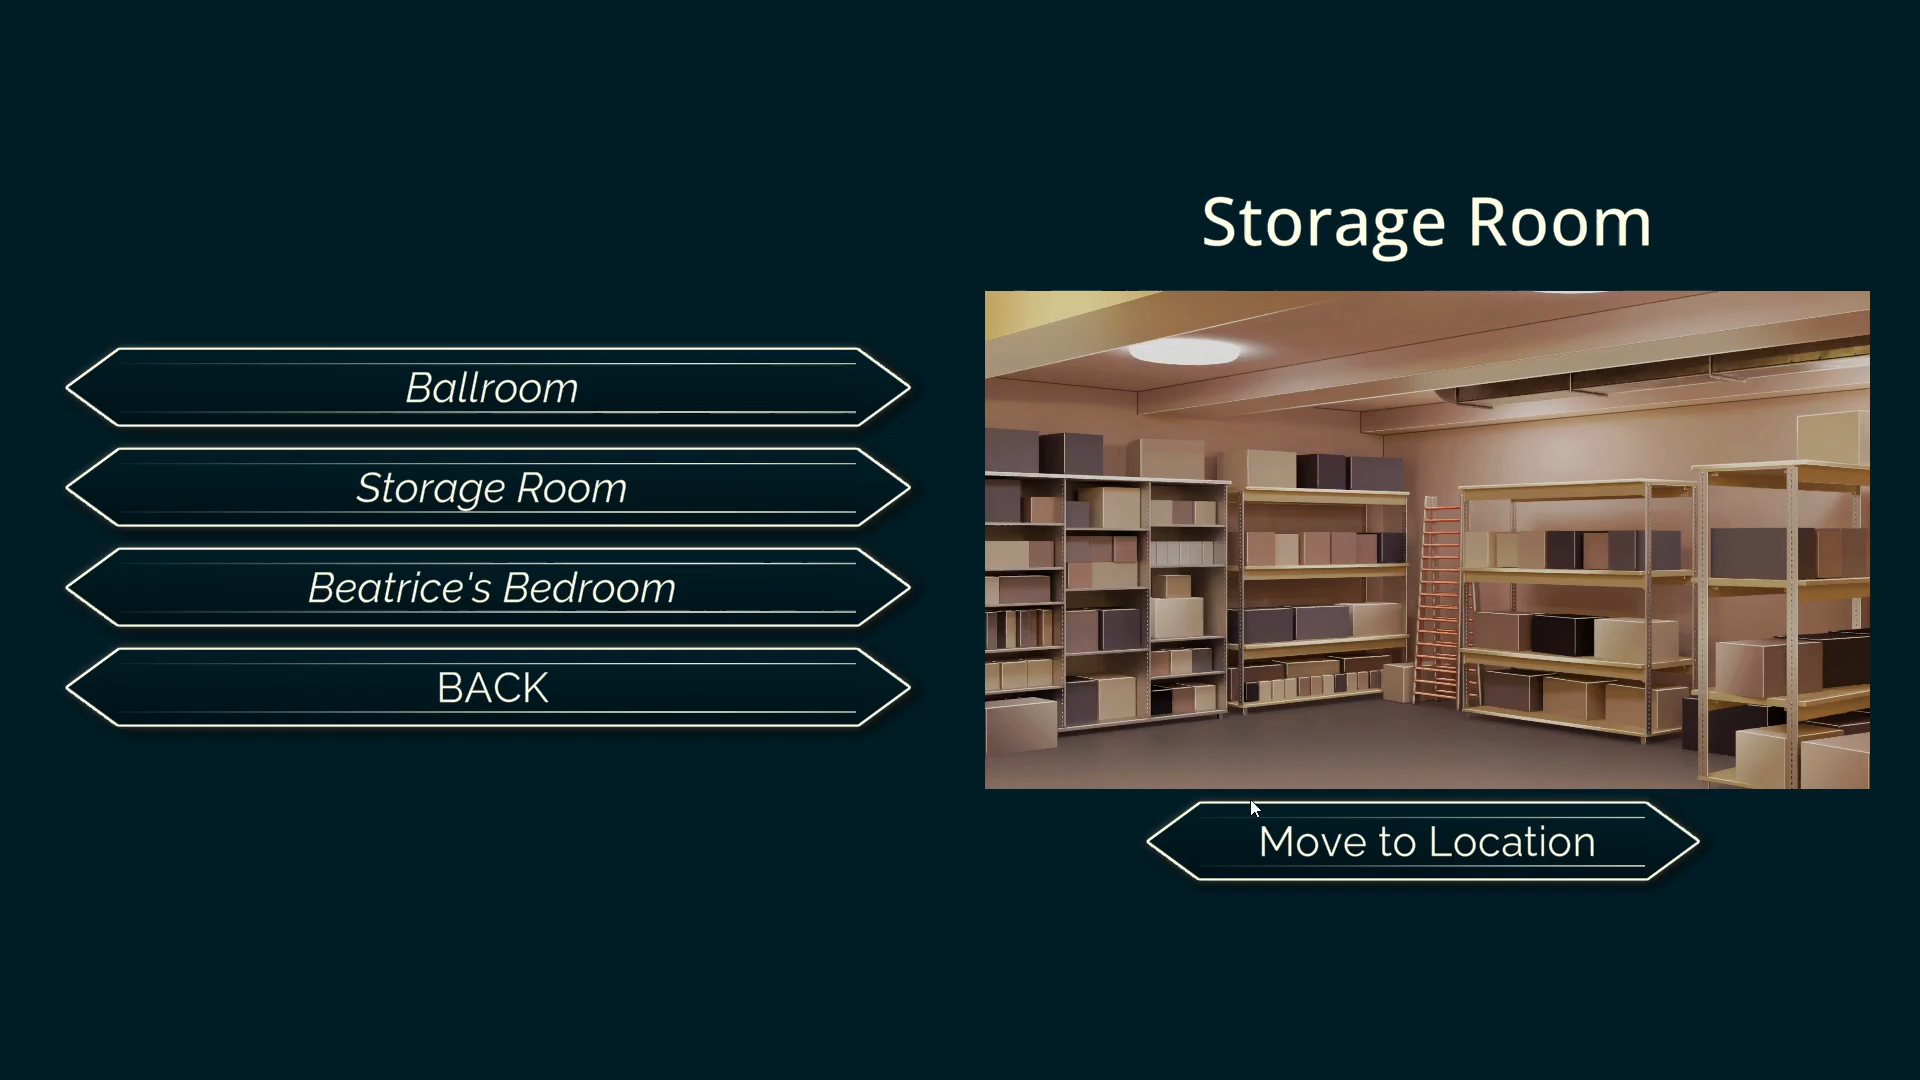 Ballroom
Storage Room
Beatrice's Bedroom
BACK
Storage Room
Move to Location